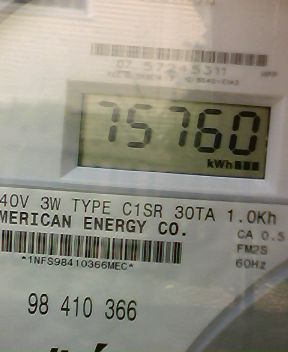 75760
kWh
40V 3W TYPE C1SR 30TA 1.0Kh
MERICAN ENERGY CO.
CA 0.5
FM2S
60Hz
*1NFS98410366MEC*
98 410 366